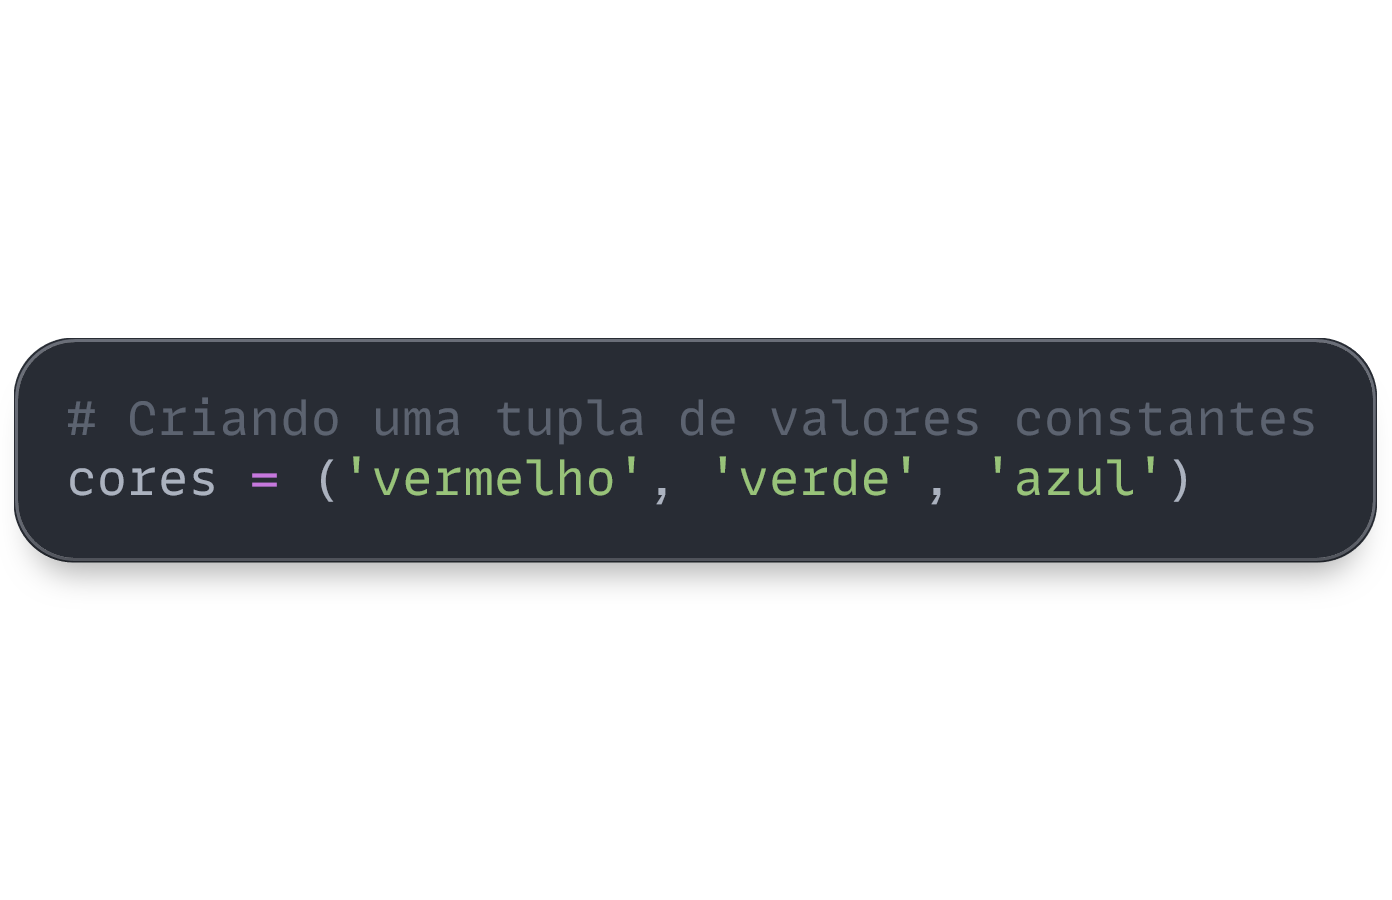 # Criando uma tupla de valores constantes
cores = ('vermelho', 'verde', 'azul')